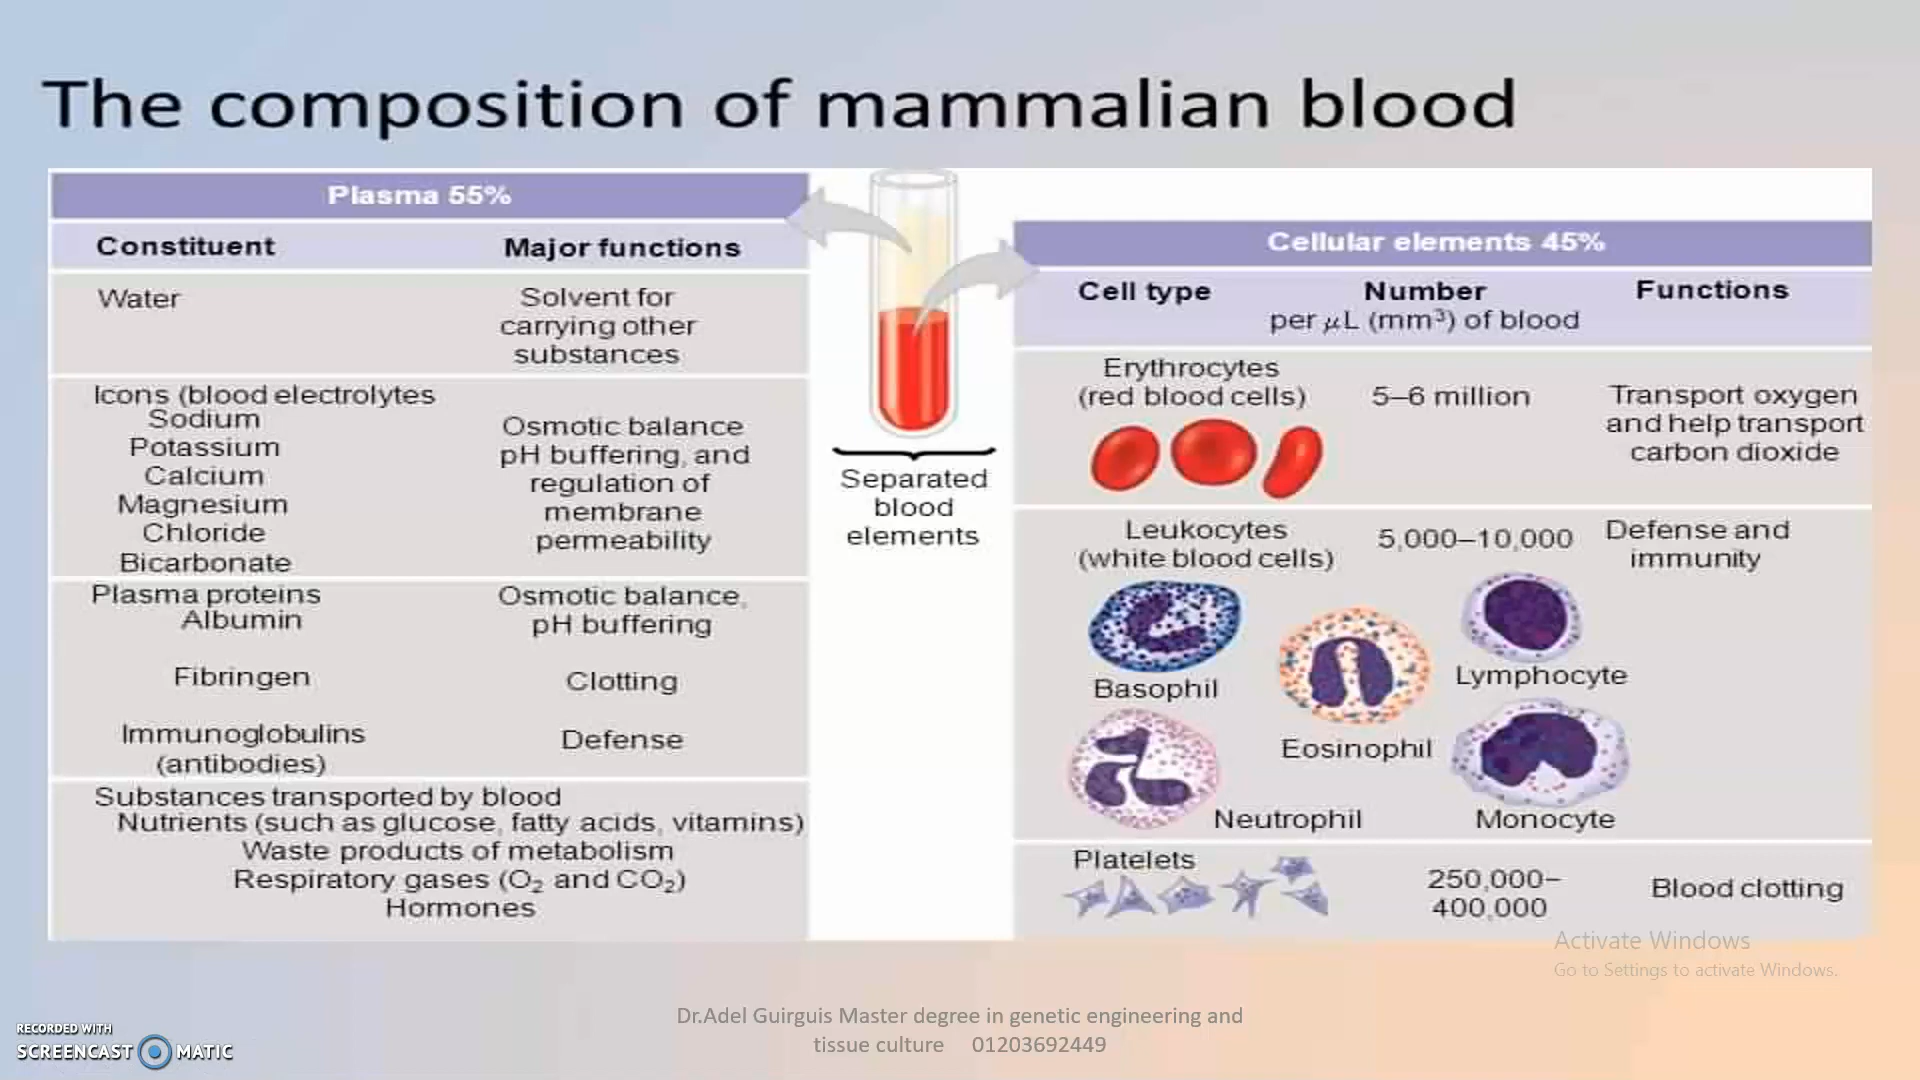 The composition of mammalian blood
Plasma 55%
Constituent
Major functions
Water
Solvent for
carrying other
substances
Icons (blood electrolytes
Sodium
Potassium
Calcium
Magnesium
Chloride
Bicarbonate
Osmotic balance
pH buffering, and
regulation of
membrane
permeability
Plasma proteins
Albumin
Osmotic balance,
pH buffering
Fibringen
Clotting
Immunoglobulins
(antibodies)
Defense
Substances transported by blood
Nutrients (such as glucose, fatty acids, vitamins)
Waste products of metabolism
Respiratory gases (O₂ and CO₂)
Hormones
Separated
blood
elements
Cellular elements 45%
Cell type
Number
per µL (mm³) of blood
Functions
Erythrocytes
(red blood cells)
5–6 million
Transport oxygen
and help transport
carbon dioxide
Leukocytes
(white blood cells)
5,000–10,000
Defense and
immunity
Basophil
Eosinophil
Lymphocyte
Neutrophil
Monocyte
Platelets
250,000–
400,000
Blood clotting
Activate Windows
Go to Settings to activate Windows.
Dr.Adel Guirguis Master degree in genetic engineering and
tissue culture 01203692449
RECORDED WITH
SCREENCAST MATIC